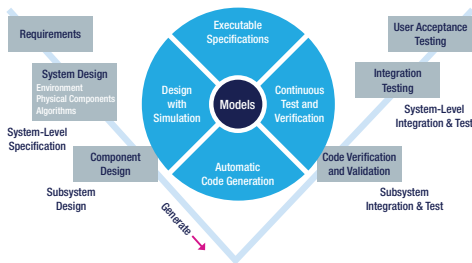 Requirements
System Design
Environment
Physical Components
Algorithms
System-Level
Specification
Component
Design
Subsystem
Design
Generate
Executable
Specifications
Design
with
Simulation
Models
Continuous
Test and
Verification
Automatic
Code Generation
User Acceptance
Testing
Integration
Testing
System-Level
Integration & Test
Code Verification
and Validation
Subsystem
Integration & Test